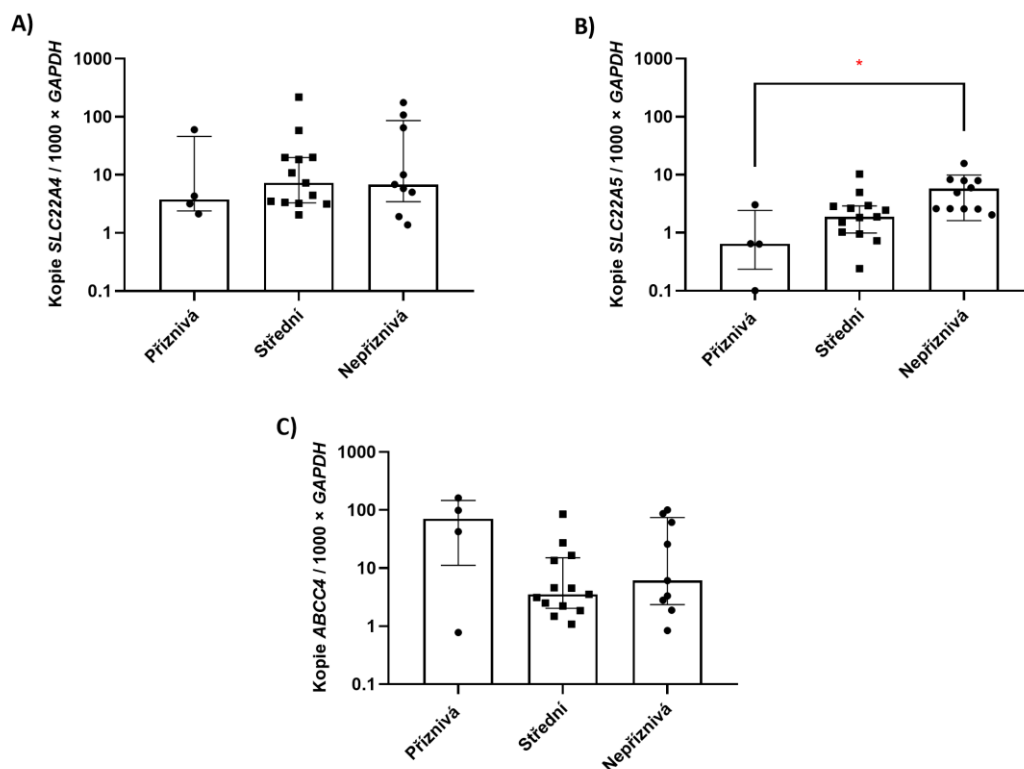 A)
Kopie SLC22A4 / 1000 × GAPDH
1000
100
10
1
0.1
Příznivá
Střední
Nepříznivá
B)
Kopie SLC22A5 / 1000 × GAPDH
1000
100
10
1
0.1
*
Příznivá
Střední
Nepříznivá
C)
Kopie ABCC4 / 1000 × GAPDH
1000
100
10
1
0.1
Příznivá
Střední
Nepříznivá